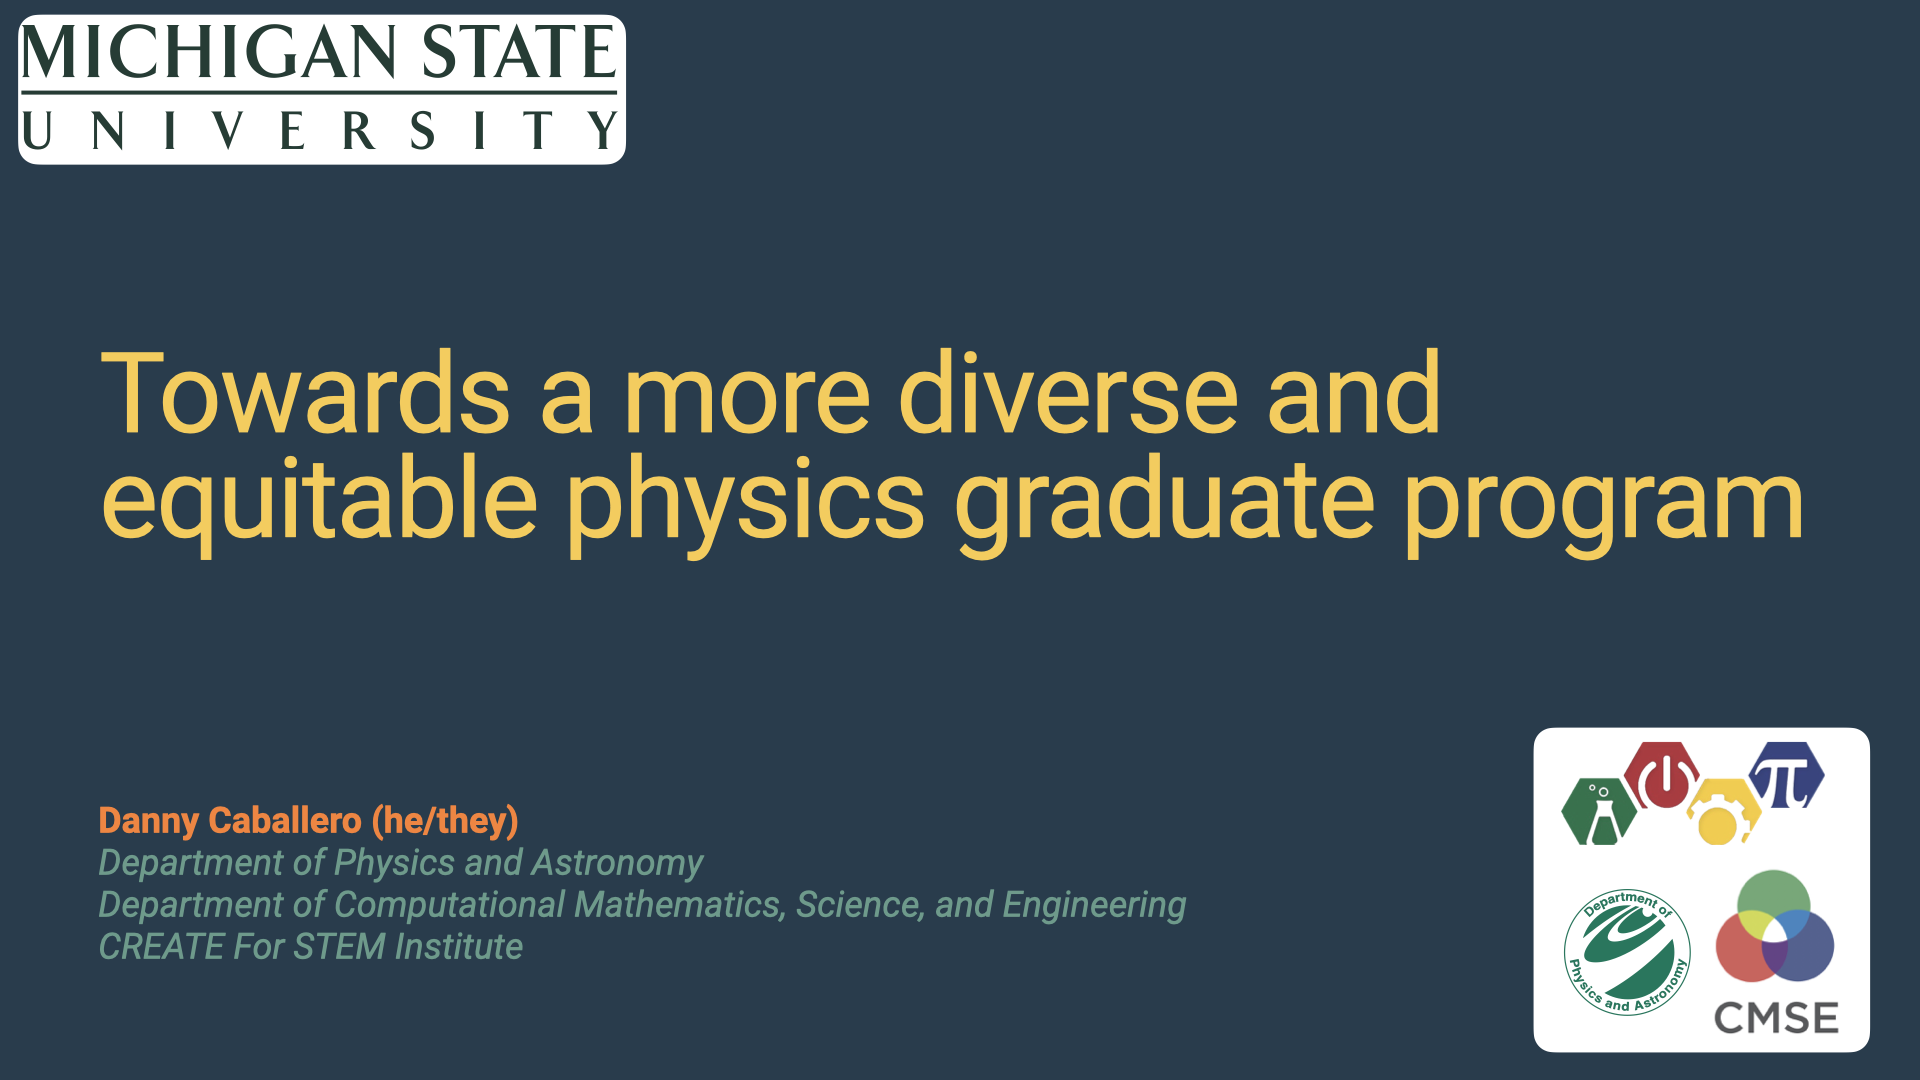 MICHIGAN STATE
UNIVERSITY
Towards a more diverse and
equitable physics graduate program
Danny Caballero (he/they)
Department of Physics and Astronomy
Department of Computational Mathematics, Science, and Engineering
CREATE For STEM Institute
π
Department of
Physics and Astronomy
CMSE